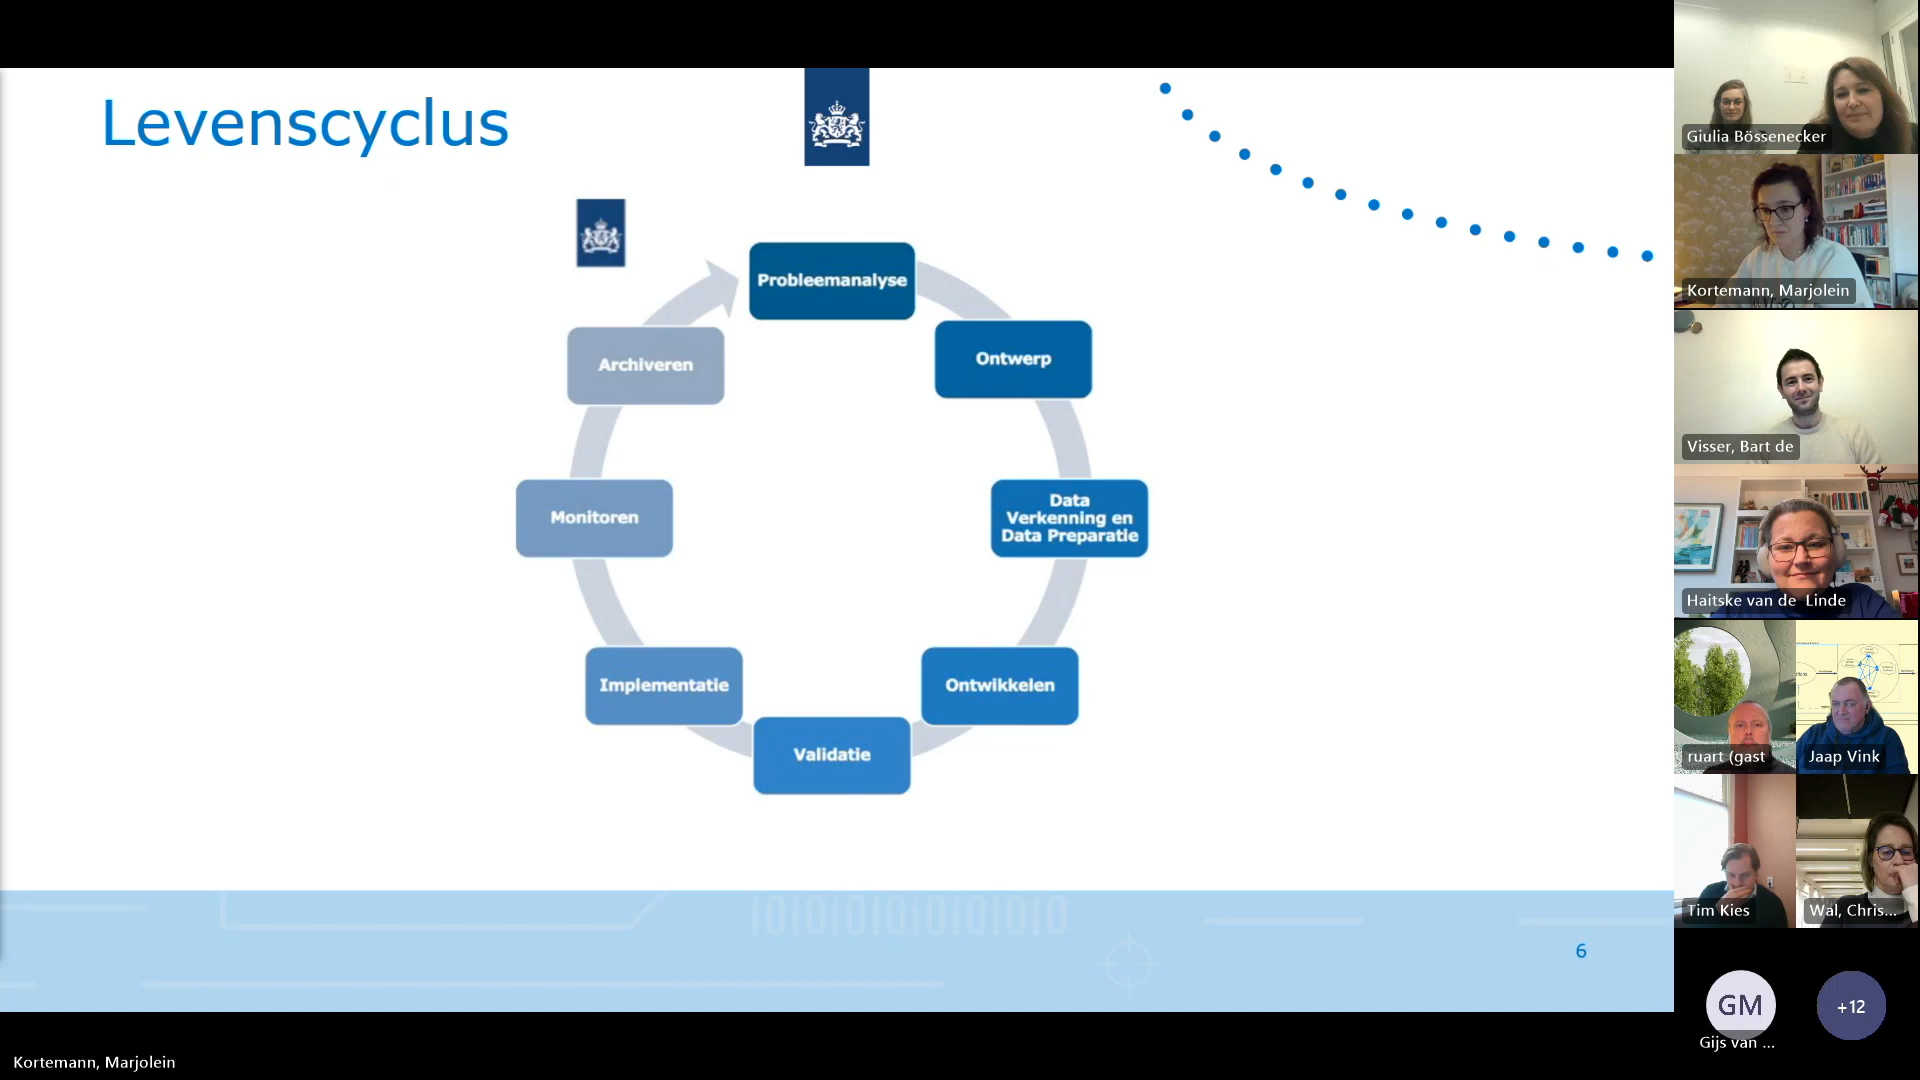 Levenscyclus
Probleemanalyse
Ontwerp
Data
Verkenning en
Data Preparatie
Ontwikkelen
Validatie
Implementatie
Monitoren
Archiveren
6
Giulia Bössenecker
Kortemann, Marjolein
Visser, Bart de
Haitske van de Linde
ruart (gast
Jaap Vink
Tim Kies
Wal, Chris...
GM
+12
Gijs van ...
Kortemann, Marjolein